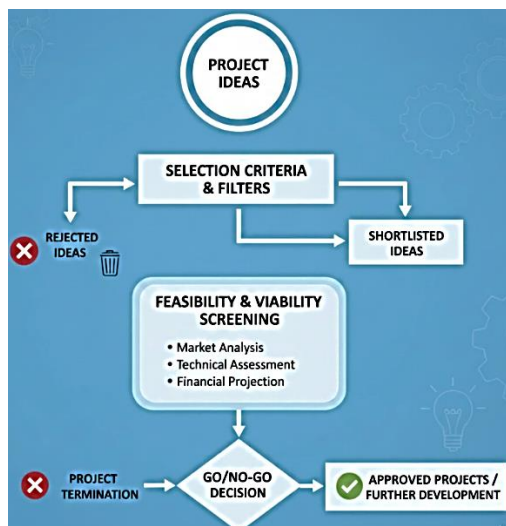 PROJECT
IDEAS
SELECTION CRITERIA
& FILTERS
REJECTED
IDEAS
SHORTLISTED
IDEAS
FEASIBILITY & VIABILITY
SCREENING
• Market Analysis
• Technical Assessment
• Financial Projection
PROJECT
TERMINATION
GO/NO-GO
DECISION
APPROVED PROJECTS /
FURTHER DEVELOPMENT